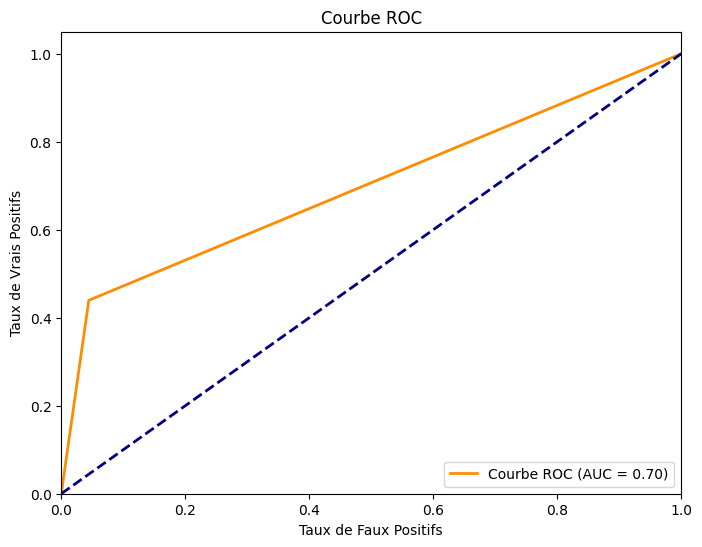 Courbe ROC
1.0
0.8
0.6
0.4
0.2
0.0
Taux de Vrais Positifs
Courbe ROC (AUC = 0.70)
0.0 0.2 0.4 0.6 0.8 1.0
Taux de Faux Positifs